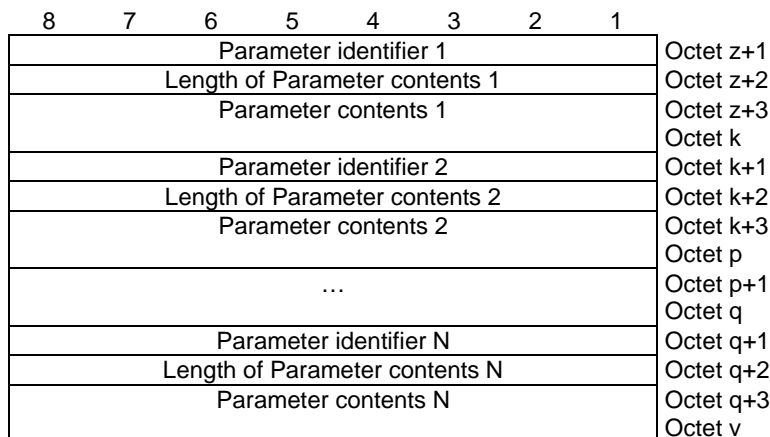 8 7 6 5 4 3 2 1
Parameter identifier 1 Octet z+1
Length of Parameter contents 1 Octet z+2
Parameter contents 1 Octet z+3
Octet k
Parameter identifier 2 Octet k+1
Length of Parameter contents 2 Octet k+2
Parameter contents 2 Octet k+3
Octet p
… Octet p+1
Octet q
Parameter identifier N Octet q+1
Length of Parameter contents N Octet q+2
Parameter contents N Octet q+3
Octet v